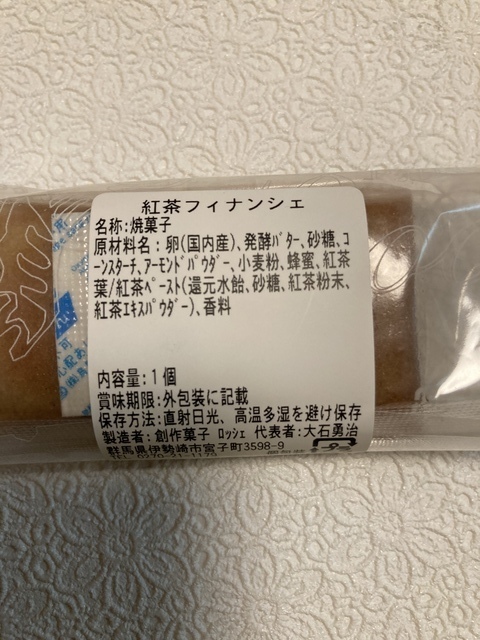 紅茶フィナンシェ
名称:焼菓子
原材料名:卵(国内産)、発酵バター、砂糖、コ
ーンスターチ、アーモンドパウダー、小麦粉、蜂蜜、紅茶
葉/紅茶ペースト(還元水飴、砂糖、紅茶粉末、
紅茶エキスパウダー)、香料
内容量:1個
賞味期限:外包装に記載
保存方法:直射日光、高温多湿を避け保存
製造者:創作菓子 ロッシェ 代表者:大石勇治
群馬県伊勢崎市宮子町3598-9